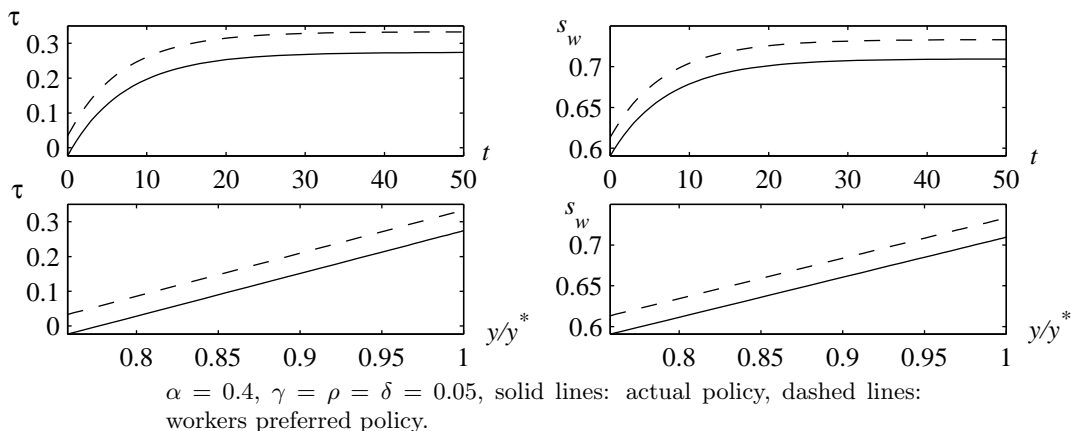 τ
0.3
0.2
0.1
0
0 10 20 30 40 50
t
s_w
0.7
0.65
0.6
0 10 20 30 40 50
t
τ
0.3
0.2
0.1
0
0.8 0.85 0.9 0.95 1
y/y*
s_w
0.7
0.65
0.6
0.8 0.85 0.9 0.95 1
y/y*
α = 0.4, γ = ρ = δ = 0.05, solid lines: actual policy, dashed lines:
workers preferred policy.